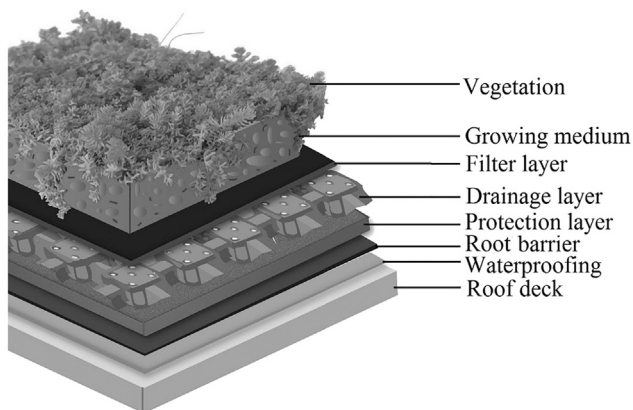 Vegetation
Growing medium
Filter layer
Drainage layer
Protection layer
Root barrier
Waterproofing
Roof deck